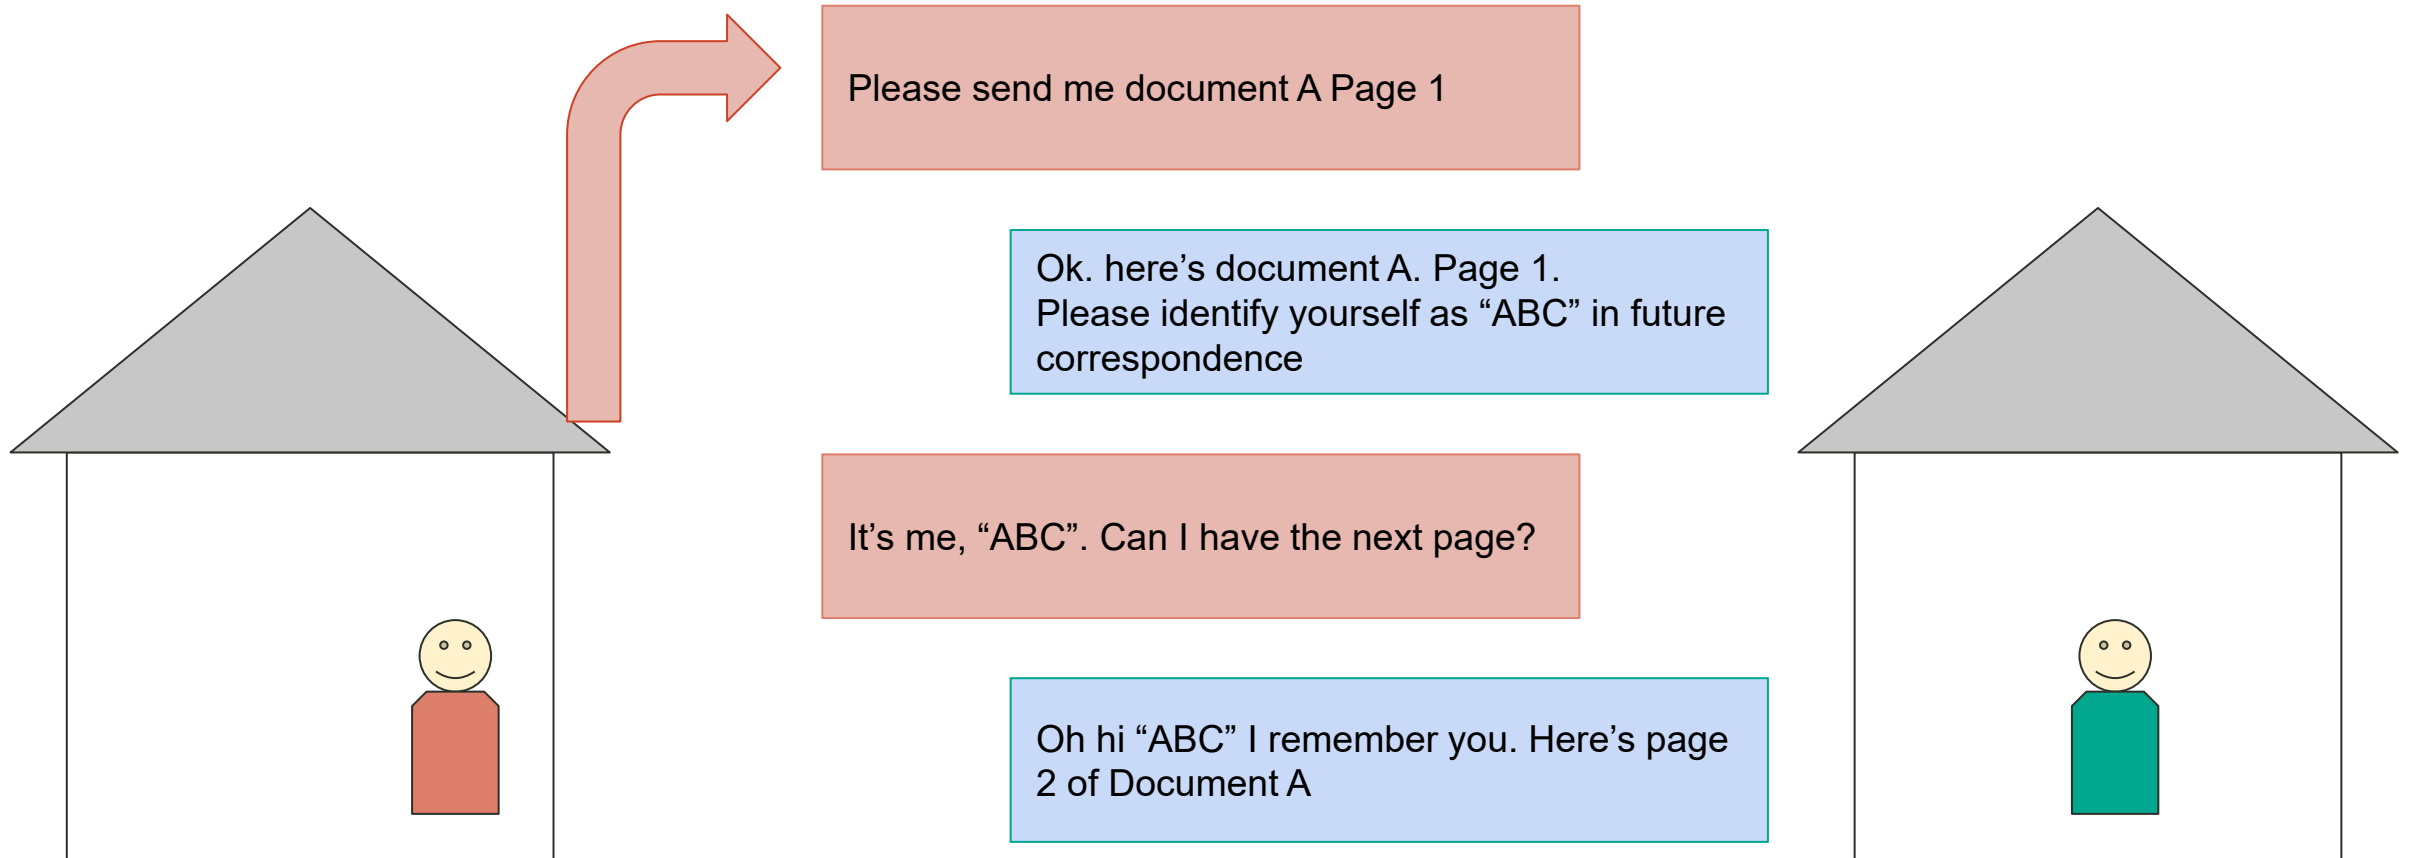 Please send me document A Page 1
Ok. here’s document A. Page 1.
Please identify yourself as “ABC” in future
correspondence
It’s me, “ABC”. Can I have the next page?
Oh hi “ABC” I remember you. Here’s page
2 of Document A